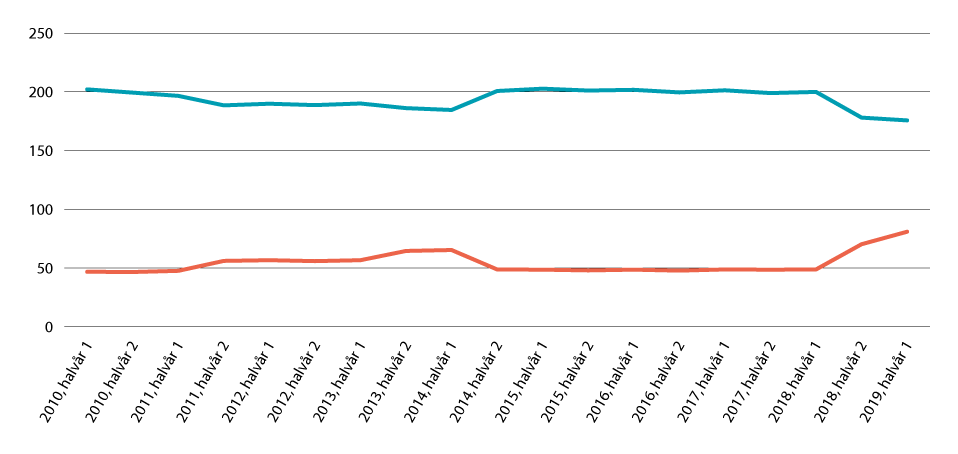 250
200
150
100
50
0
2010, halvår 1
2010, halvår 2
2011, halvår 1
2011, halvår 2
2012, halvår 1
2012, halvår 2
2013, halvår 1
2013, halvår 2
2014, halvår 1
2014, halvår 2
2015, halvår 1
2015, halvår 2
2016, halvår 1
2016, halvår 2
2017, halvår 1
2017, halvår 2
2018, halvår 1
2018, halvår 2
2019, halvår 1